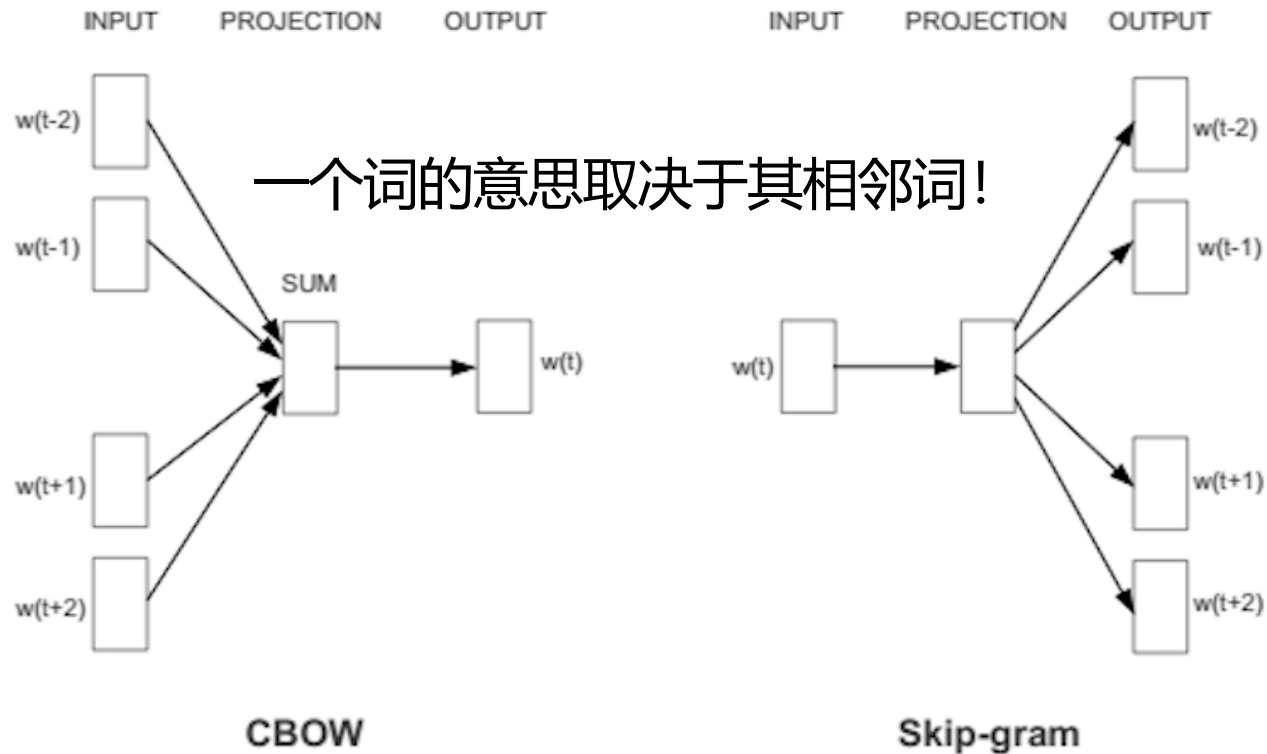 INPUT PROJECTION OUTPUT
w(t-2)
w(t-1)
SUM
w(t)
w(t+1)
w(t+2)
CBOW
一个词的意思取决于其相邻词！
INPUT PROJECTION OUTPUT
w(t-2)
w(t-1)
w(t)
w(t+1)
w(t+2)
Skip-gram